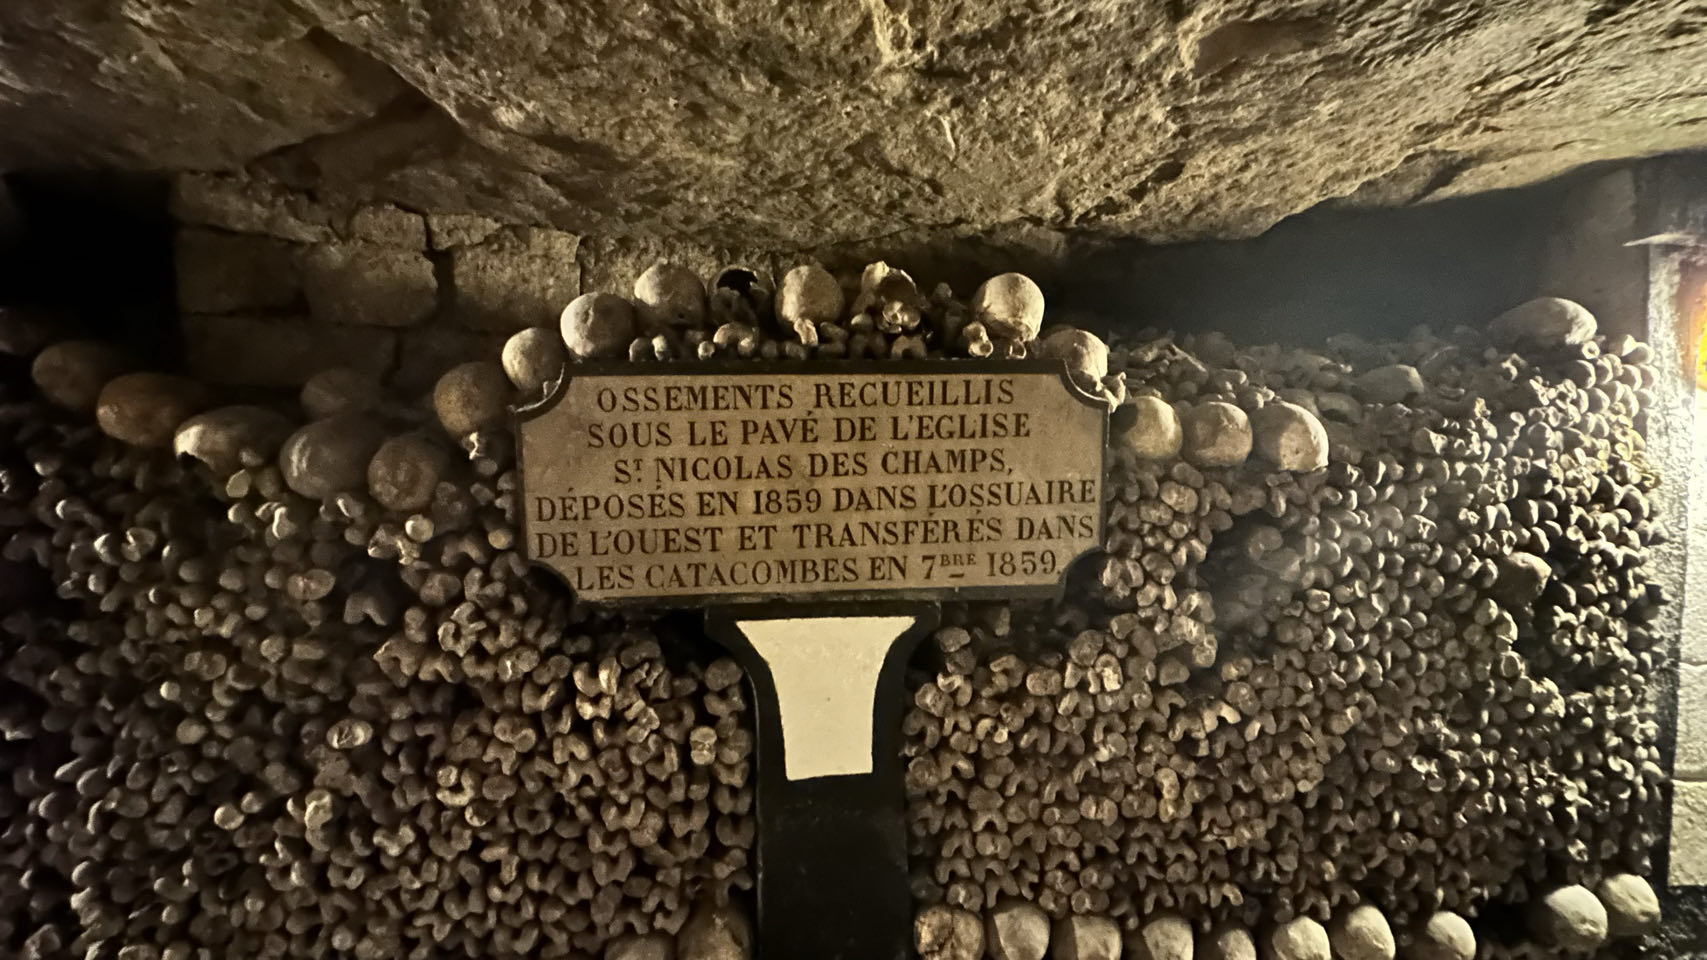 OSSEMENTS RECUEILLIS
SOUS LE PAVÉ DE L'EGLISE
ST NICOLAS DES CHAMPS,
DÉPOSÉS EN 1859 DANS L'OSSUAIRE
DE L'OUEST ET TRANSFÉRÉS DANS
LES CATACOMBES EN 7BRE 1859.